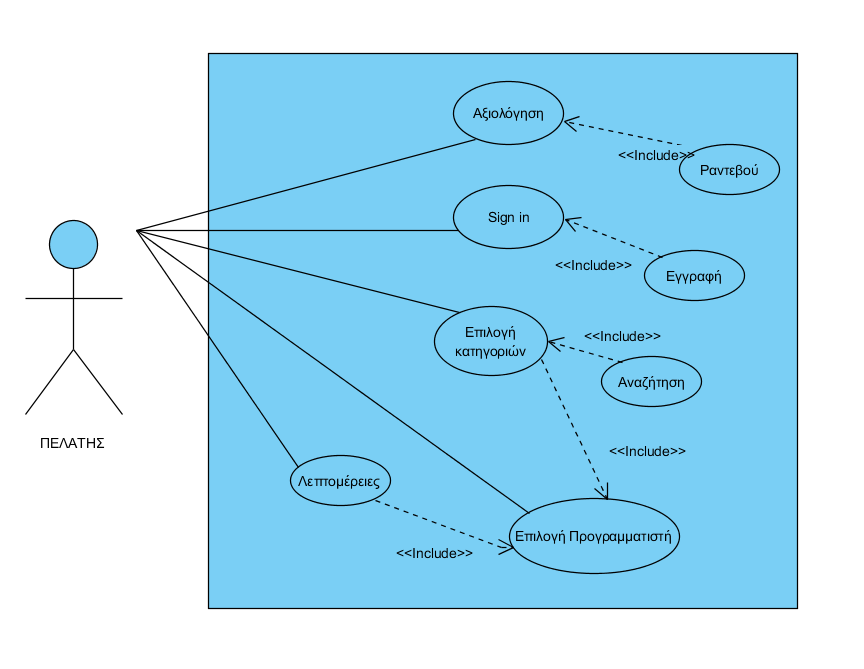 Αξιολόγηση
<<Include>>
Ραντεβού
Sign in
<<Include>>
Εγγραφή
Επιλογή
κατηγοριών
<<Include>>
Αναζήτηση
ΠΕΛΑΤΗΣ
<<Include>>
Λεπτομέρειες
Επιλογή Προγραμματιστή
<<Include>>